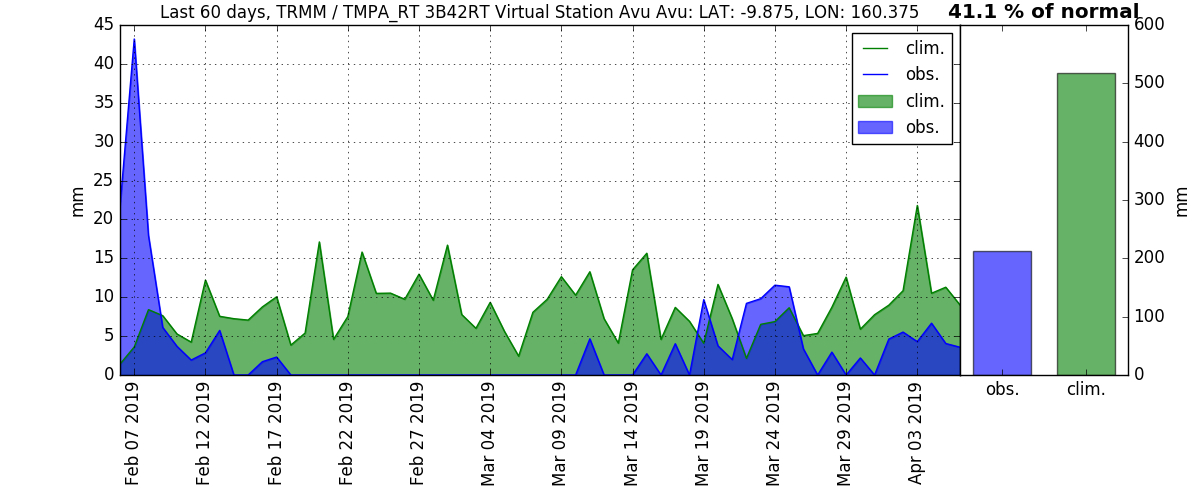 Last 60 days, TRMM / TMPA_RT 3B42RT Virtual Station Avu Avu: LAT: -9.875, LON: 160.375
41.1 % of normal
45
40
35
30
25
20
15
10
5
0
mm
clim.
obs.
clim.
obs.
600
500
400
300
200
100
0
mm
Feb 07 2019
Feb 12 2019
Feb 17 2019
Feb 22 2019
Feb 27 2019
Mar 04 2019
Mar 09 2019
Mar 14 2019
Mar 19 2019
Mar 24 2019
Mar 29 2019
Apr 03 2019
obs.
clim.